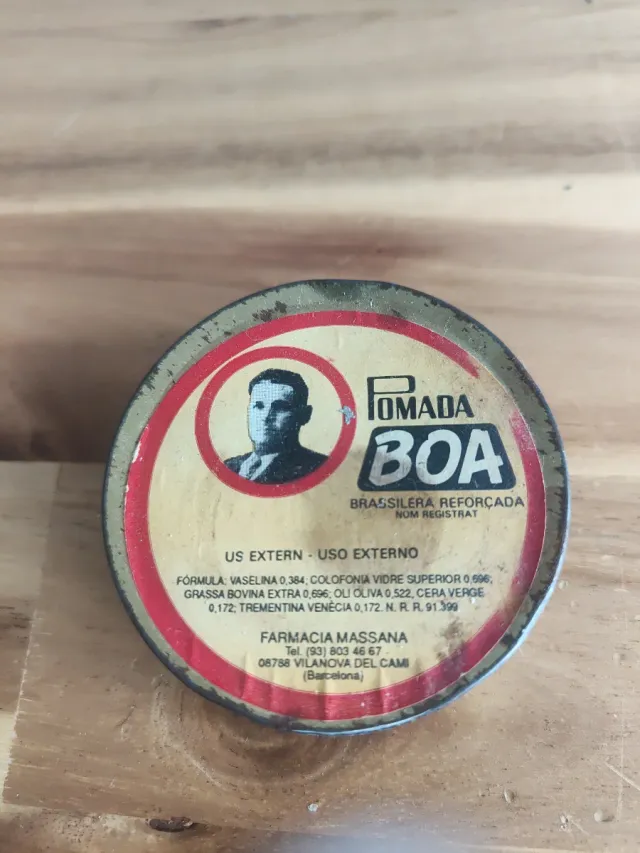 POMADA
BOA
BRASSILERA REFORÇADA
NOM REGISTRAT
US EXTERN - USO EXTERNO
FÓRMULA: VASELINA 0,384; COLOFONIA VIDRE SUPERIOR 0,696;
GRASSA BOVINA EXTRA 0,696; OLI OLIVA 0,522, CERA VERGE
0,172; TREMENTINA VENÈCIA 0,172. N. R. R. 91.399
FARMACIA MASSANA
Tel. (93) 803 46 67
08788 VILANOVA DEL CAMI
(Barcelona)